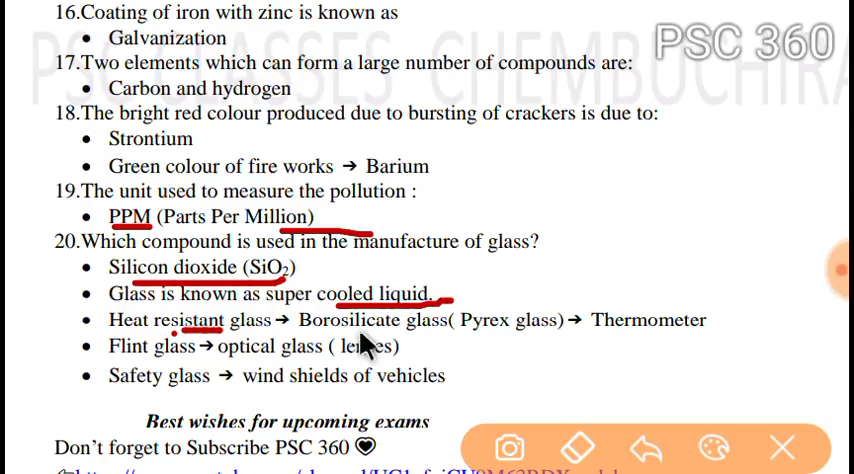 16.Coating of iron with zinc is known as
• Galvanization
PSC 360
17.Two elements which can form a large number of compounds are:
PSC CLASSES CHEMBUCHIRA
• Carbon and hydrogen
18.The bright red colour produced due to bursting of crackers is due to:
• Strontium
• Green colour of fire works ➔ Barium
19.The unit used to measure the pollution :
• PPM (Parts Per Million)
20.Which compound is used in the manufacture of glass?
• Silicon dioxide (SiO₂)
• Glass is known as super cooled liquid.
• Heat resistant glass➔ Borosilicate glass( Pyrex glass)➔ Thermometer
• Flint glass➔optical glass ( lenses)
• Safety glass ➔ wind shields of vehicles
Best wishes for upcoming exams
Don't forget to Subscribe PSC 360